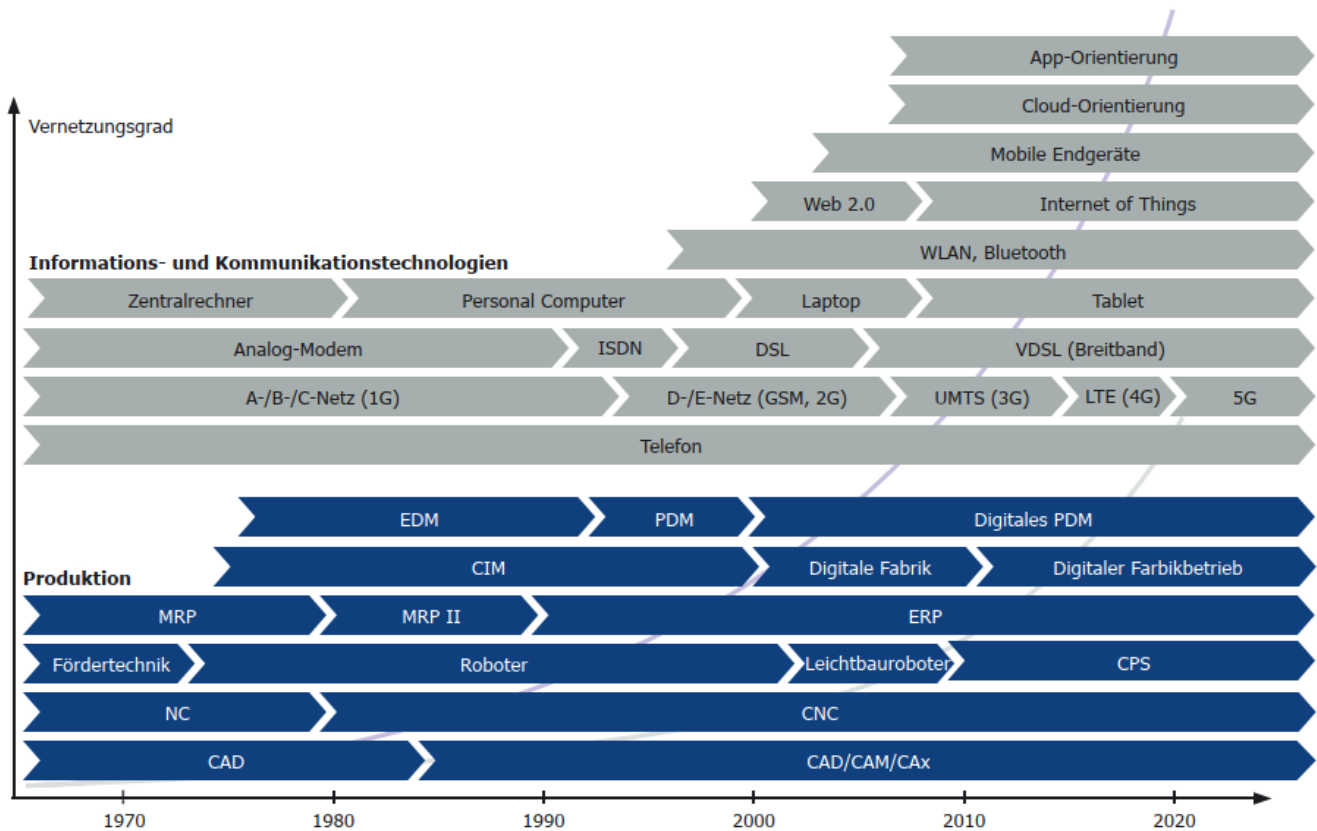 App-Orientierung
Cloud-Orientierung
Vernetzungsgrad
Mobile Endgeräte
Web 2.0 Internet of Things
WLAN, Bluetooth
Informations- und Kommunikationstechnologien
Zentralrechner Personal Computer Laptop Tablet
Analog-Modem ISDN DSL VDSL (Breitband)
A-/B-/C-Netz (1G) D-/E-Netz (GSM, 2G) UMTS (3G) LTE (4G) 5G
Telefon
EDM PDM Digitales PDM
CIM Digitale Fabrik Digitaler Farbikbetrieb
Produktion
MRP MRP II ERP
Fördertechnik Roboter Leichtbauroboter CPS
NC CNC
CAD CAD/CAM/CAx
1970 1980 1990 2000 2010 2020